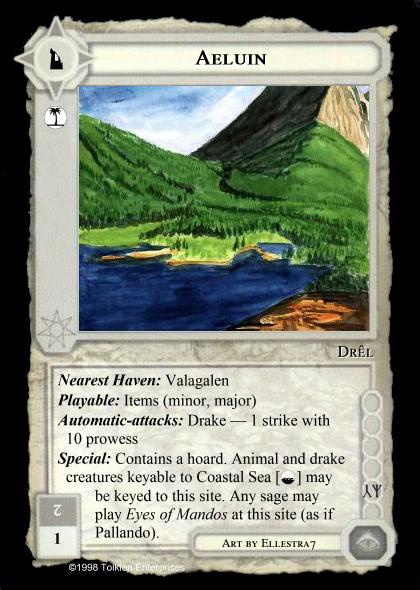 AELUIN
DRÊL
Nearest Haven: Valagalen
Playable: Items (minor, major)
Automatic-attacks: Drake — 1 strike with
10 prowess
Special: Contains a hoard. Animal and drake
creatures keyable to Coastal Sea [ ] may
be keyed to this site. Any sage may
play Eyes of Mandos at this site (as if
Pallando).
2
1
ART BY ELLESTRA7
©1998 Tolkien Enterprises